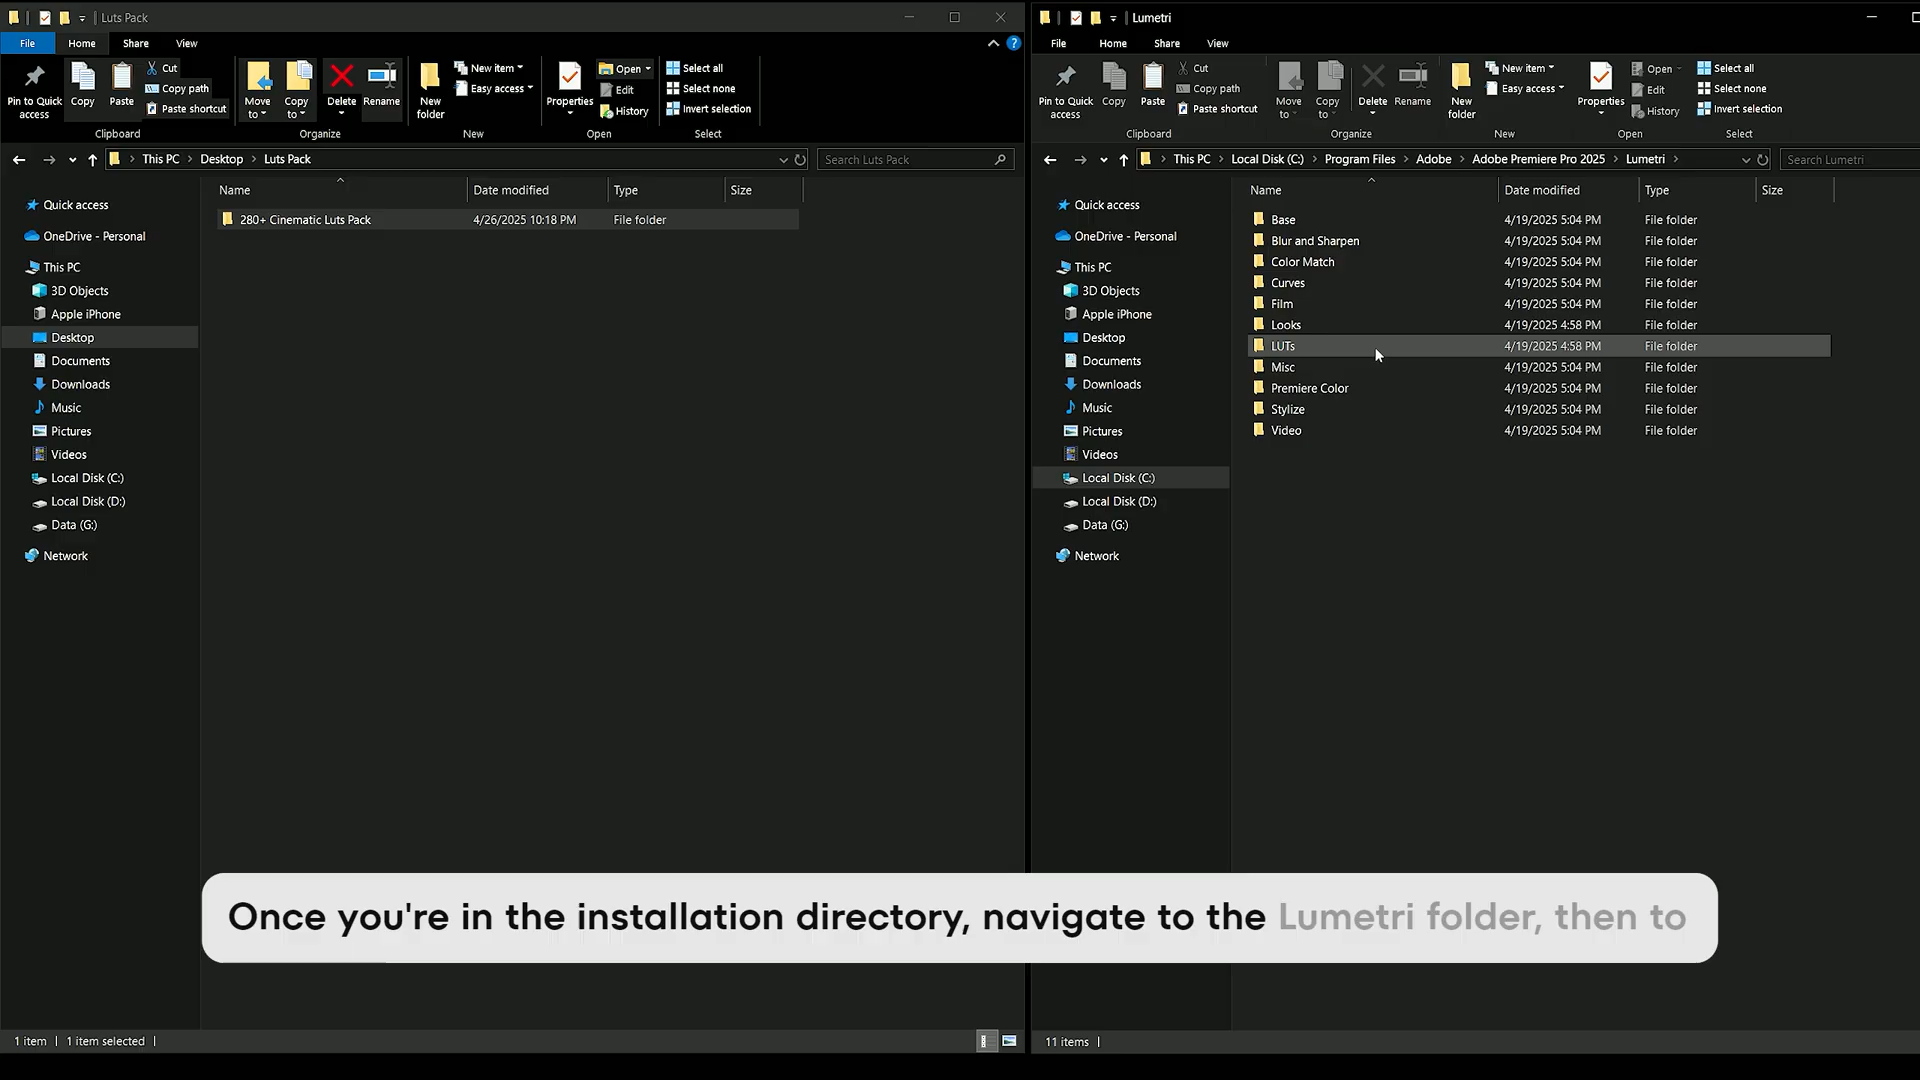 Luts Pack
File
Home
Share
View
Pin to Quick access
Copy
Paste
Cut
Copy path
Paste shortcut
Clipboard
Move to
Copy to
Delete
Rename
Organize
New folder
New item
Easy access
New
Properties
Open
Edit
History
Open
Select all
Select none
Invert selection
Select
This PC
Desktop
Luts Pack
Search Luts Pack
Name
Date modified
Type
Size
280+ Cinematic Luts Pack 4/26/2025 10:18 PM File folder
Quick access
OneDrive - Personal
This PC
3D Objects
Apple iPhone
Desktop
Documents
Downloads
Music
Pictures
Videos
Local Disk (C:)
Local Disk (D:)
Data (G:)
Network
1 item
1 item selected
Lumetri
File
Home
Share
View
Pin to Quick access
Copy
Paste
Cut
Copy path
Paste shortcut
Clipboard
Move to
Copy to
Delete
Rename
Organize
New folder
New item
Easy access
New
Properties
Open
Edit
History
Open
Select all
Select none
Invert selection
Select
This PC
Local Disk (C:)
Program Files
Adobe
Adobe Premiere Pro 2025
Lumetri
Search Lumetri
Name
Date modified
Type
Size
Base 4/19/2025 5:04 PM File folder
Blur and Sharpen 4/19/2025 5:04 PM File folder
Color Match 4/19/2025 5:04 PM File folder
Curves 4/19/2025 5:04 PM File folder
Film 4/19/2025 5:04 PM File folder
Looks 4/19/2025 4:58 PM File folder
LUTs 4/19/2025 4:58 PM File folder
Misc 4/19/2025 5:04 PM File folder
Premiere Color 4/19/2025 5:04 PM File folder
Stylize 4/19/2025 5:04 PM File folder
Video 4/19/2025 5:04 PM File folder
Quick access
OneDrive - Personal
This PC
3D Objects
Apple iPhone
Desktop
Documents
Downloads
Music
Pictures
Videos
Local Disk (C:)
Local Disk (D:)
Data (G:)
Network
11 items
Once you're in the installation directory, navigate to the Lumetri folder, then to